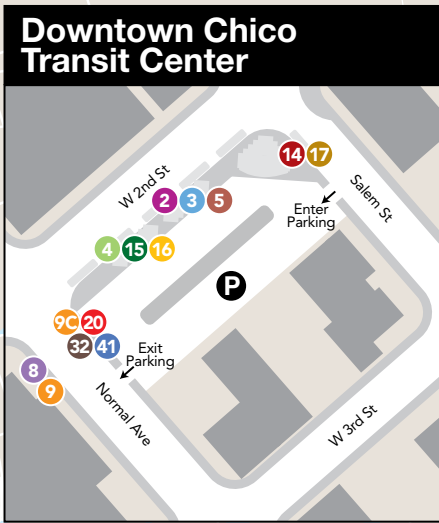 Downtown Chico
Transit Center
14 17
W 2nd St
Salem St
2 3 5
Enter
Parking
4 15 16
P
9C 20
32 41
Exit
Parking
8
9
Normal Ave
W 3rd St